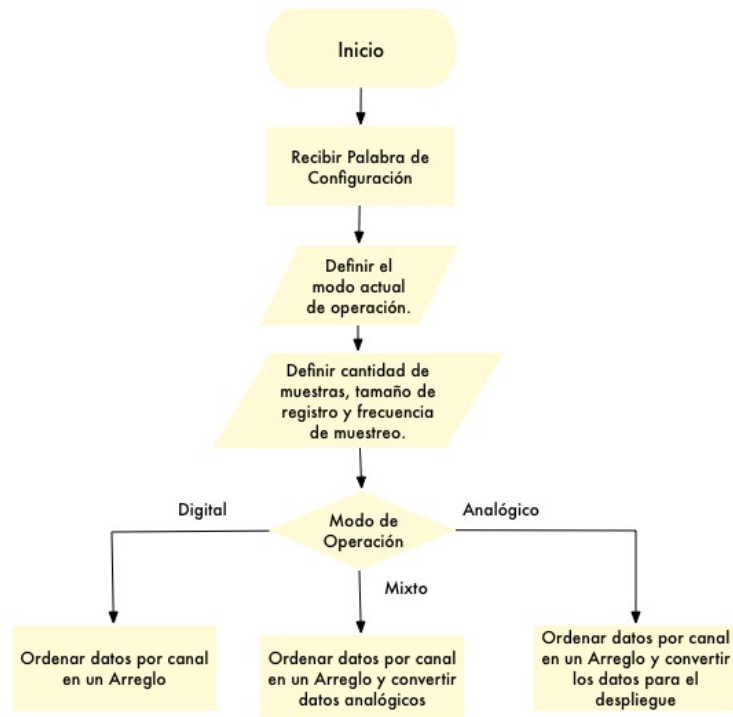 Inicio
Recibir Palabra de
Configuración
Definir el
modo actual
de operación.
Definir cantidad de
muestras, tamaño de
registro y frecuencia
de muestreo.
Digital
Modo de
Operación
Analógico
Mixto
Ordenar datos por canal
en un Arreglo
Ordenar datos por canal
en un Arreglo y convertir
datos analógicos
Ordenar datos por canal
en un Arreglo y convertir
los datos para el
despliegue